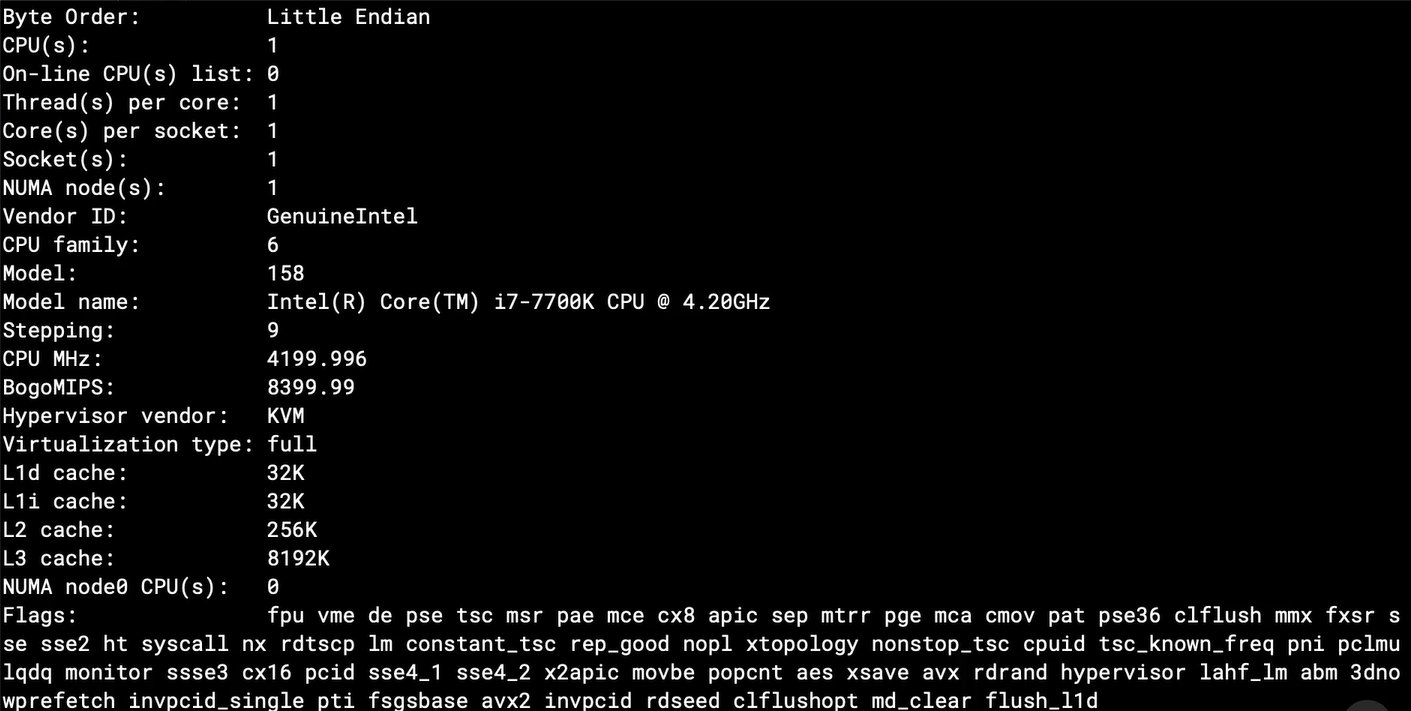 Byte Order:          Little Endian
CPU(s):              1
On-line CPU(s) list: 0
Thread(s) per core:  1
Core(s) per socket:  1
Socket(s):           1
NUMA node(s):        1
Vendor ID:           GenuineIntel
CPU family:          6
Model:               158
Model name:          Intel(R) Core(TM) i7-7700K CPU @ 4.20GHz
Stepping:            9
CPU MHz:             4199.996
BogoMIPS:            8399.99
Hypervisor vendor:   KVM
Virtualization type: full
L1d cache:           32K
L1i cache:           32K
L2 cache:            256K
L3 cache:            8192K
NUMA node0 CPU(s):   0
Flags:               fpu vme de pse tsc msr pae mce cx8 apic sep mtrr pge mca cmov pat pse36 clflush mmx fxsr s
se sse2 ht syscall nx rdtscp lm constant_tsc rep_good nopl xtopology nonstop_tsc cpuid tsc_known_freq pni pclmu
lqdq monitor ssse3 cx16 pcid sse4_1 sse4_2 x2apic movbe popcnt aes xsave avx rdrand hypervisor lahf_lm abm 3dno
wprefetch invpcid_single pti fsgsbase avx2 invpcid rdseed clflushopt md_clear flush_l1d